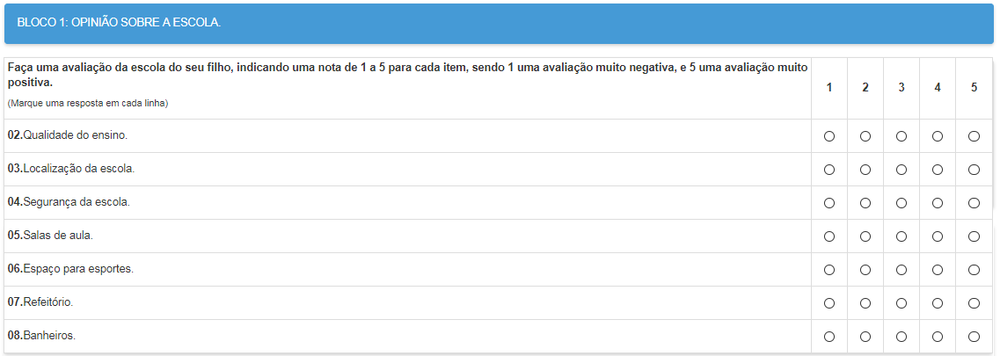 BLOCO 1: OPINIÃO SOBRE A ESCOLA.
Faça uma avaliação da escola do seu filho, indicando uma nota de 1 a 5 para cada item, sendo 1 uma avaliação muito negativa, e 5 uma avaliação muito
positiva.
(Marque uma resposta em cada linha)
1 2 3 4 5
02.Qualidade do ensino.
03.Localização da escola.
04.Segurança da escola.
05.Salas de aula.
06.Espaço para esportes.
07.Refeitório.
08.Banheiros.